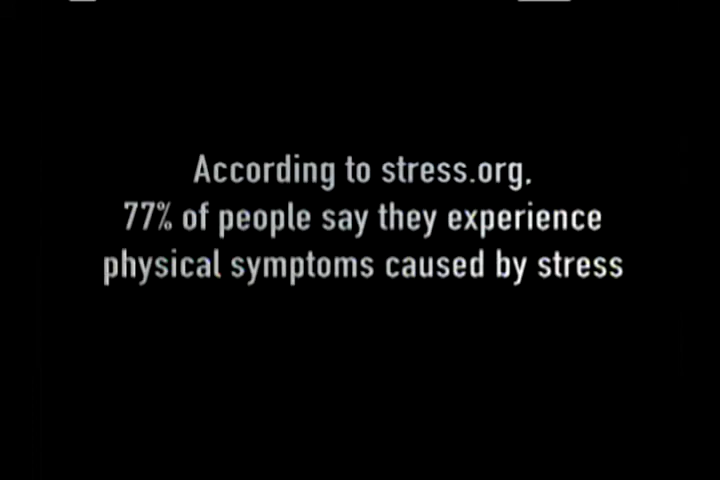 According to stress.org,
77% of people say they experience
physical symptoms caused by stress